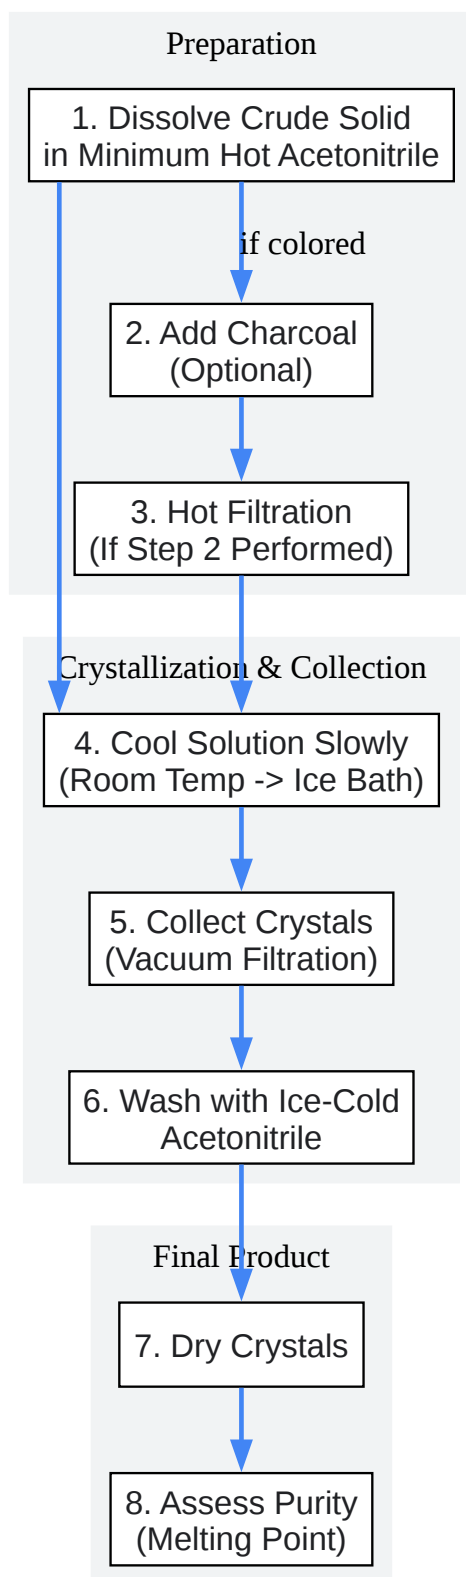 Preparation
1. Dissolve Crude Solid
in Minimum Hot Acetonitrile
if colored
2. Add Charcoal
(Optional)
3. Hot Filtration
(If Step 2 Performed)
Crystallization & Collection
4. Cool Solution Slowly
(Room Temp -> Ice Bath)
5. Collect Crystals
(Vacuum Filtration)
6. Wash with Ice-Cold
Acetonitrile
Final Product
7. Dry Crystals
8. Assess Purity
(Melting Point)